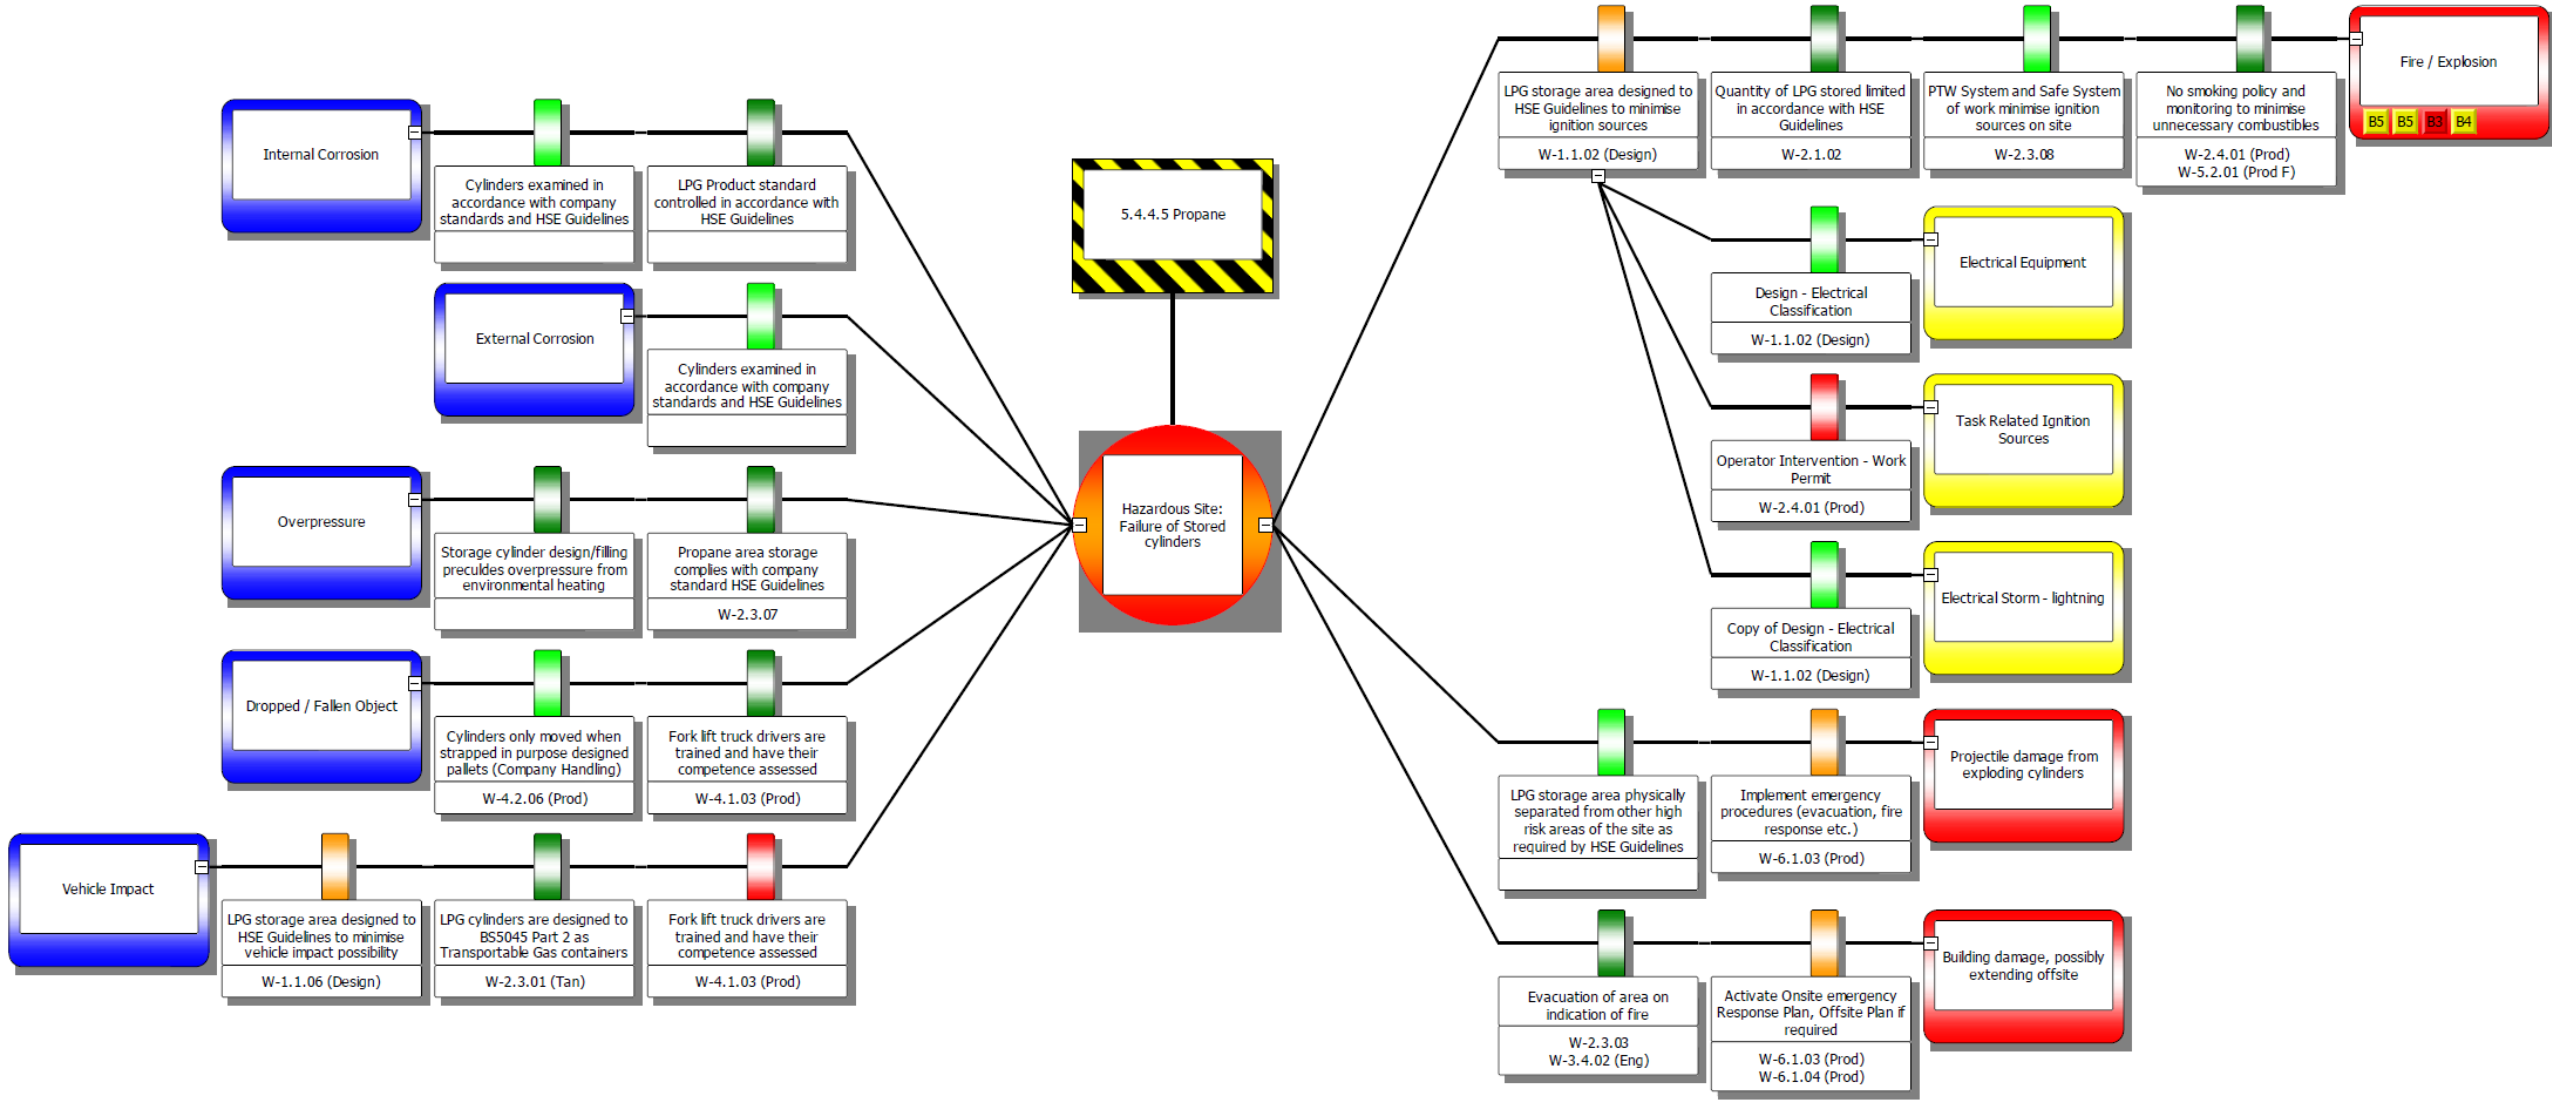 Internal Corrosion
Cylinders examined in
accordance with company
standards and HSE Guidelines
LPG Product standard
controlled in accordance with
HSE Guidelines
External Corrosion
Cylinders examined in
accordance with company
standards and HSE Guidelines
Overpressure
Storage cylinder design/filling
preculdes overpressure from
environmental heating
Propane area storage
complies with company
standard HSE Guidelines
W-2.3.07
Dropped / Fallen Object
Cylinders only moved when
strapped in purpose designed
pallets (Company Handling)
W-4.2.06 (Prod)
Fork lift truck drivers are
trained and have their
competence assessed
W-4.1.03 (Prod)
Vehicle Impact
LPG storage area designed to
HSE Guidelines to minimise
vehicle impact possibility
W-1.1.06 (Design)
LPG cylinders are designed to
BS5045 Part 2 as
Transportable Gas containers
W-2.3.01 (Tan)
Fork lift truck drivers are
trained and have their
competence assessed
W-4.1.03 (Prod)
5.4.4.5 Propane
Hazardous Site:
Failure of Stored
cylinders
LPG storage area designed to
HSE Guidelines to minimise
ignition sources
W-1.1.02 (Design)
Quantity of LPG stored limited
in accordance with HSE
Guidelines
W-2.1.02
PTW System and Safe System
of work minimise ignition
sources on site
W-2.3.08
No smoking policy and
monitoring to minimise
unnecessary combustibles
W-2.4.01 (Prod)
W-5.2.01 (Prod F)
Fire / Explosion
B5 B5 B3 B4
Design - Electrical
Classification
W-1.1.02 (Design)
Electrical Equipment
Operator Intervention - Work
Permit
W-2.4.01 (Prod)
Task Related Ignition
Sources
Copy of Design - Electrical
Classification
W-1.1.02 (Design)
Electrical Storm - lightning
LPG storage area physically
separated from other high
risk areas of the site as
required by HSE Guidelines
Implement emergency
procedures (evacuation, fire
response etc.)
W-6.1.03 (Prod)
Projectile damage from
exploding cylinders
Evacuation of area on
indication of fire
W-2.3.03
W-3.4.02 (Eng)
Activate Onsite emergency
Response Plan, Offsite Plan if
required
W-6.1.03 (Prod)
W-6.1.04 (Prod)
Building damage, possibly
extending offsite